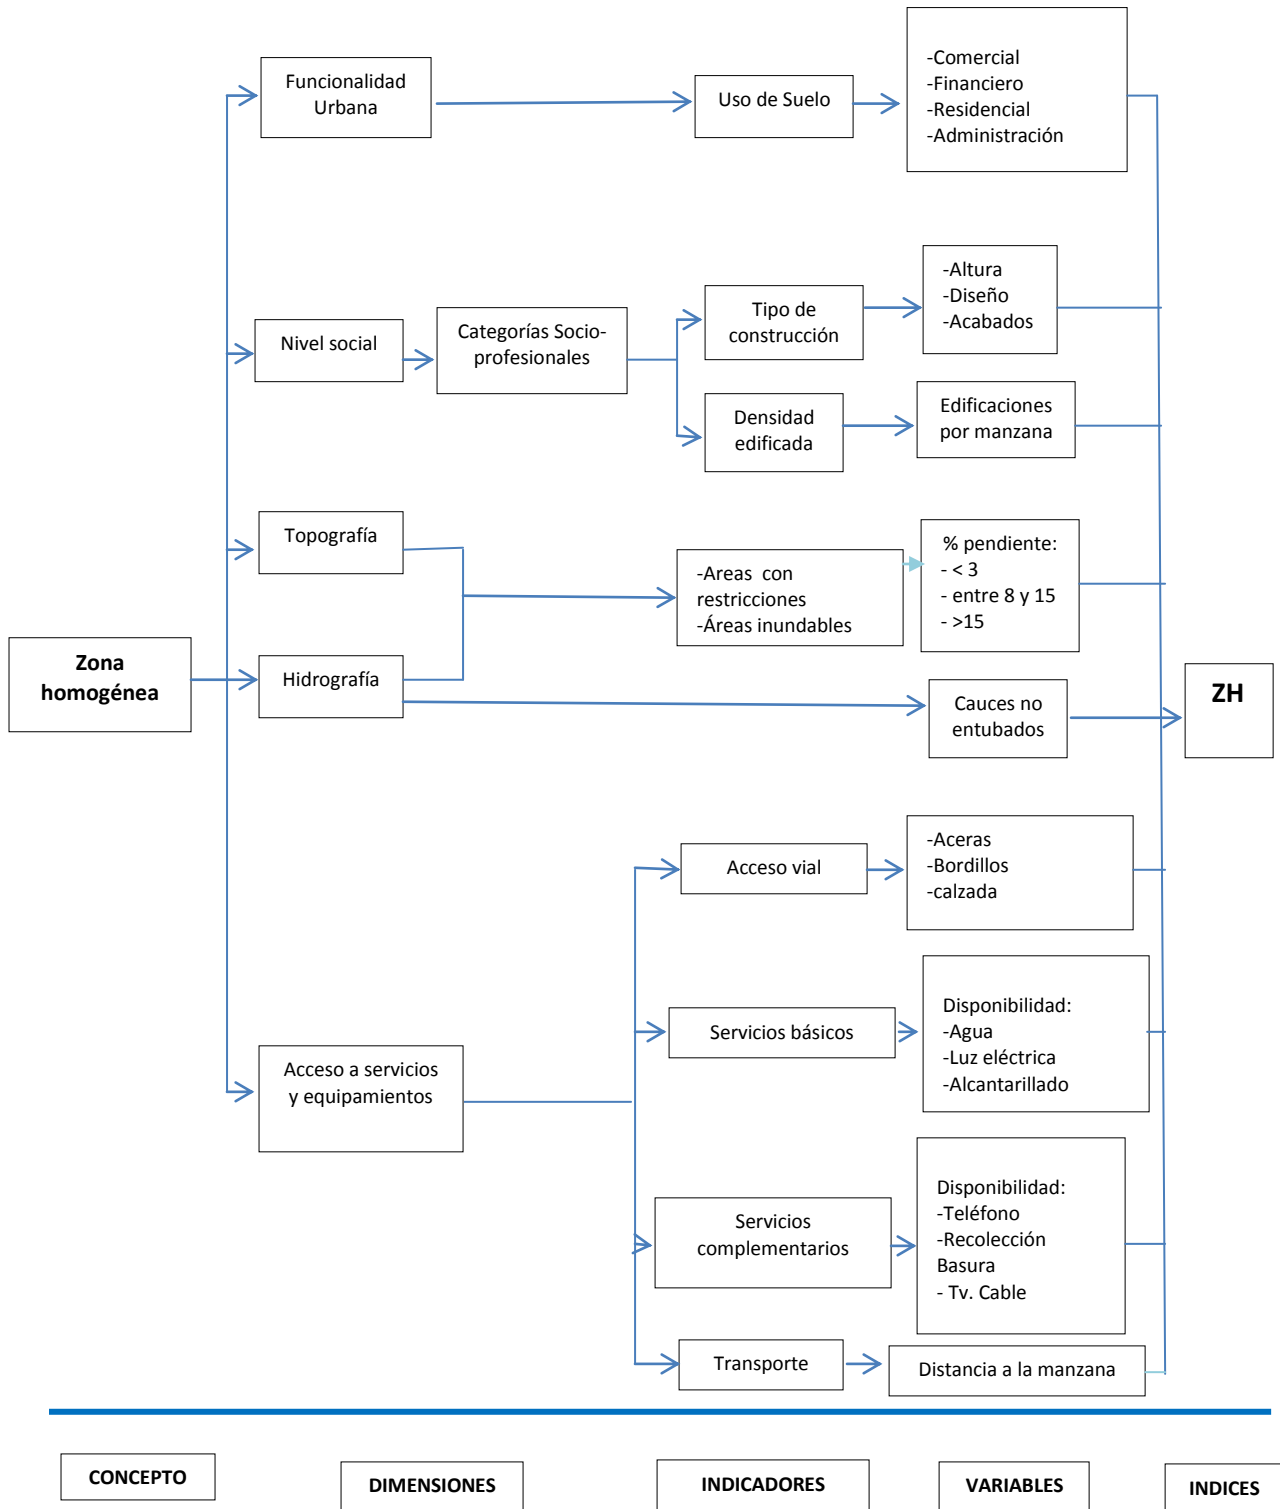 Funcionalidad
Urbana
Uso de Suelo
-Comercial
-Financiero
-Residencial
-Administración
Nivel social
Categorías Socio-
profesionales
Tipo de
construcción
-Altura
-Diseño
-Acabados
Densidad
edificada
Edificaciones
por manzana
Topografía
-Areas con
restricciones
-Áreas inundables
% pendiente:
- < 3
- entre 8 y 15
- >15
Zona
homogénea
Hidrografía
Cauces no
entubados
ZH
Acceso vial
-Aceras
-Bordillos
-calzada
Acceso a servicios
y equipamientos
Servicios básicos
Disponibilidad:
-Agua
-Luz eléctrica
-Alcantarillado
Servicios
complementarios
Disponibilidad:
-Teléfono
-Recolección
Basura
- Tv. Cable
Transporte
Distancia a la manzana
CONCEPTO
DIMENSIONES
INDICADORES
VARIABLES
INDICES